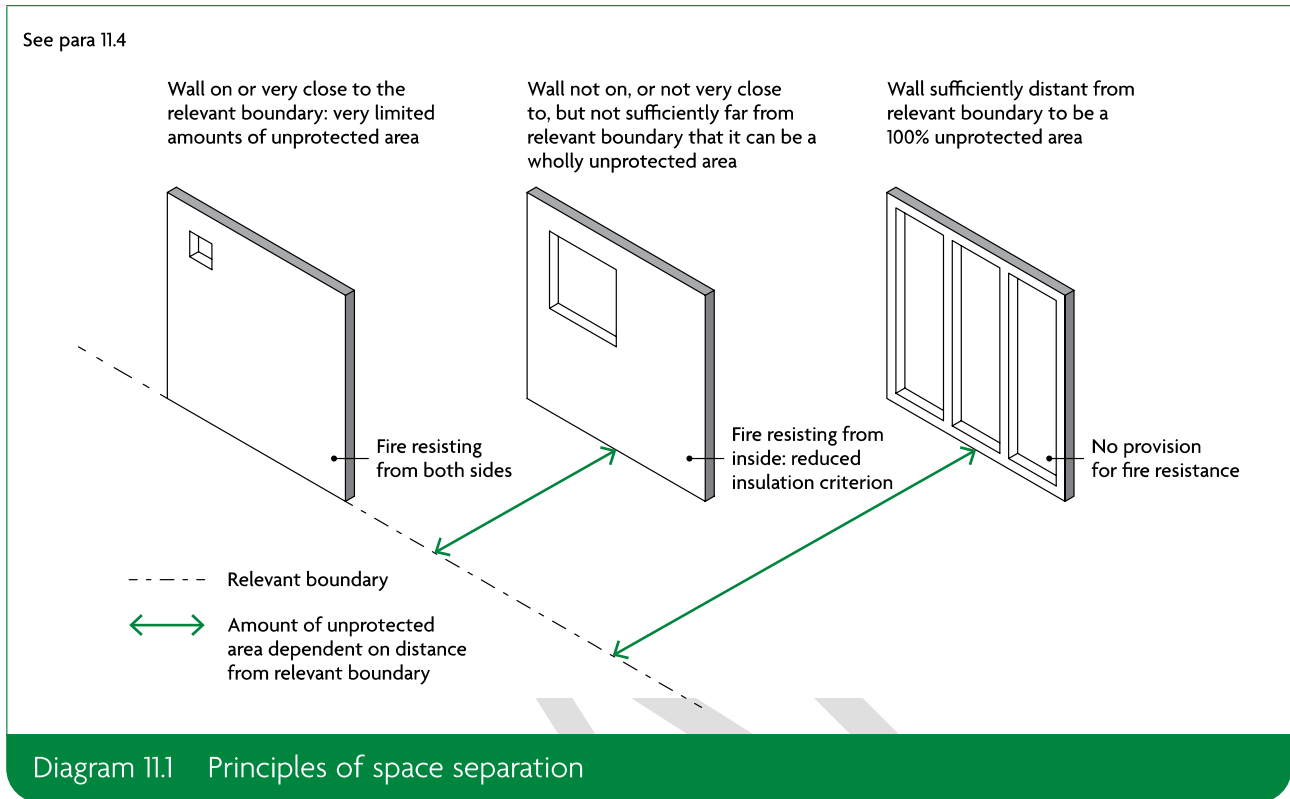 See para 11.4
Wall on or very close to the
relevant boundary: very limited
amounts of unprotected area
Wall not on, or not very close
to, but not sufficiently far from
relevant boundary that it can be a
wholly unprotected area
Wall sufficiently distant from
relevant boundary to be a
100% unprotected area
Fire resisting
from both sides
Fire resisting from
inside: reduced
insulation criterion
No provision
for fire resistance
Relevant boundary
Amount of unprotected
area dependent on distance
from relevant boundary
Diagram 11.1 Principles of space separation